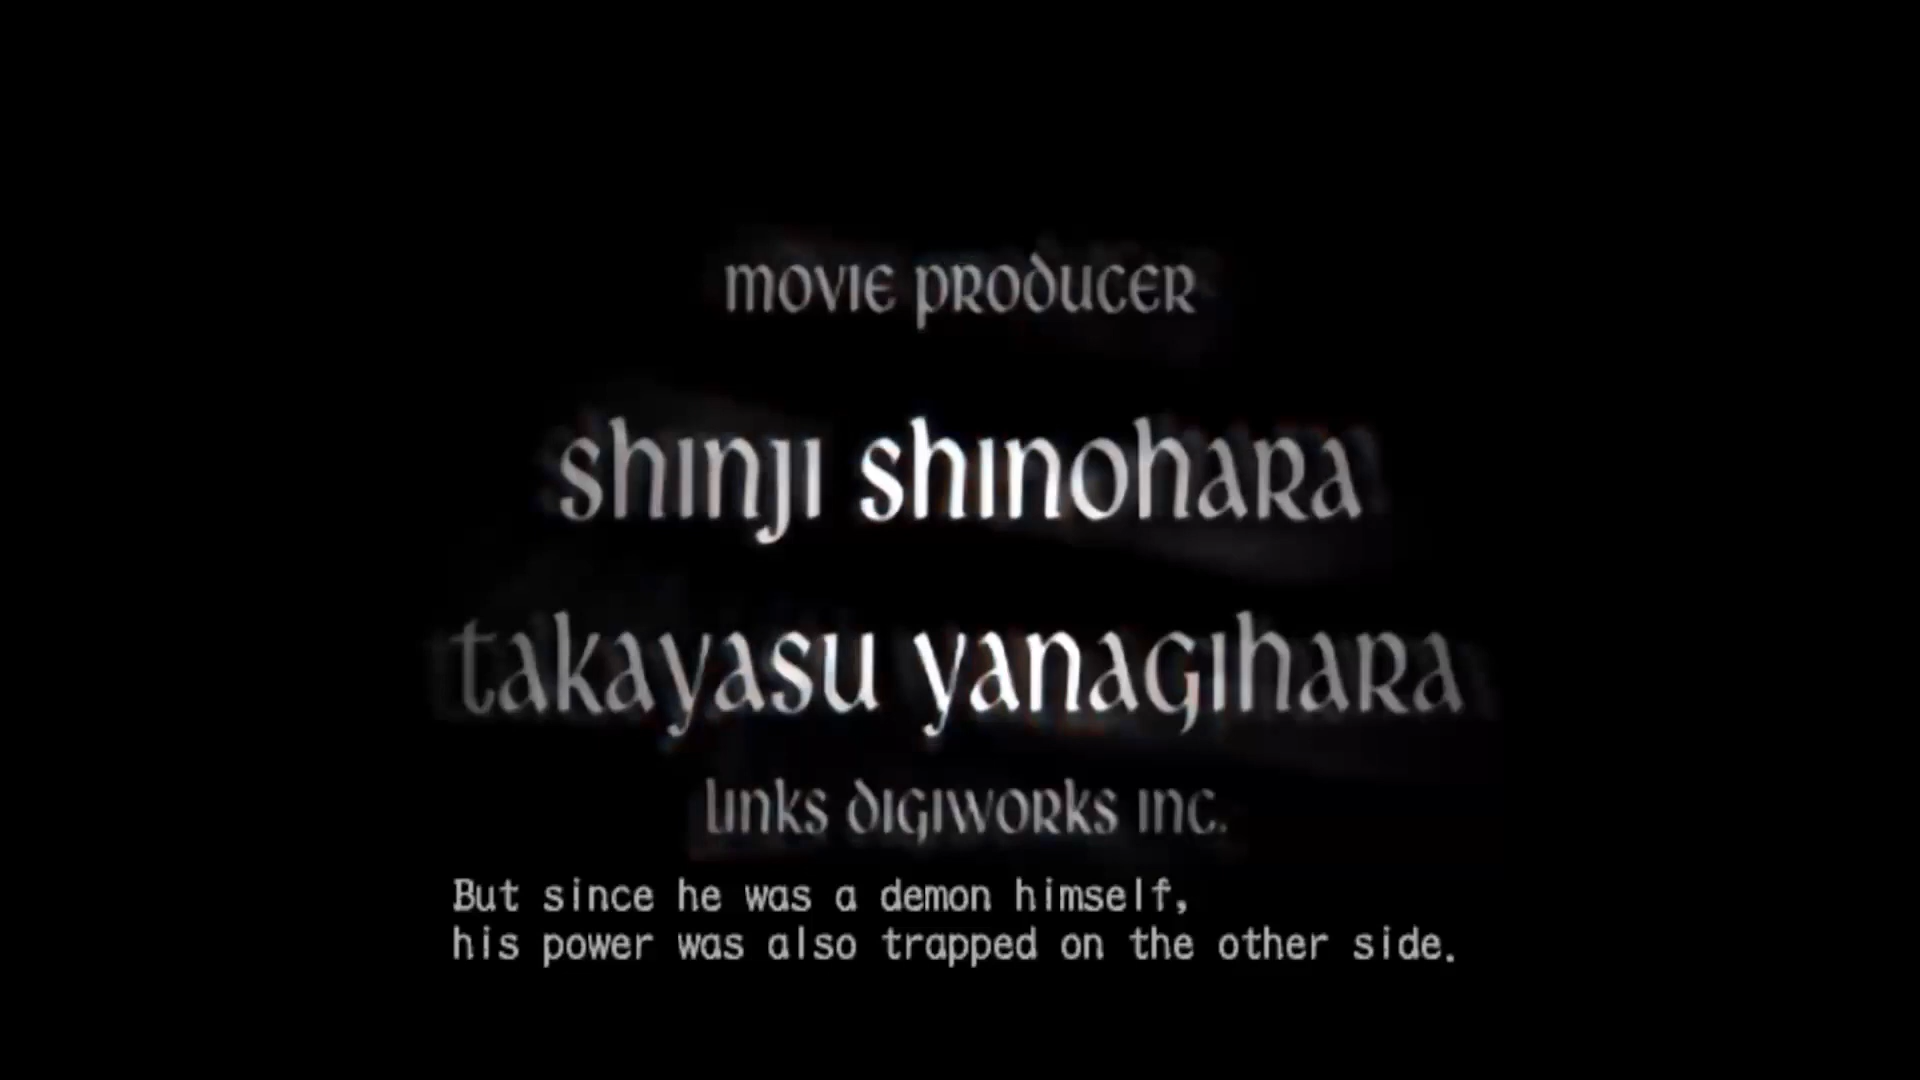 MOVIE PRODUCER
SHINJI SHINOHARA
TAKAYASU YANAGIHARA
LINKS DIGIWORKS INC.
But since he was a demon himself,
his power was also trapped on the other side.